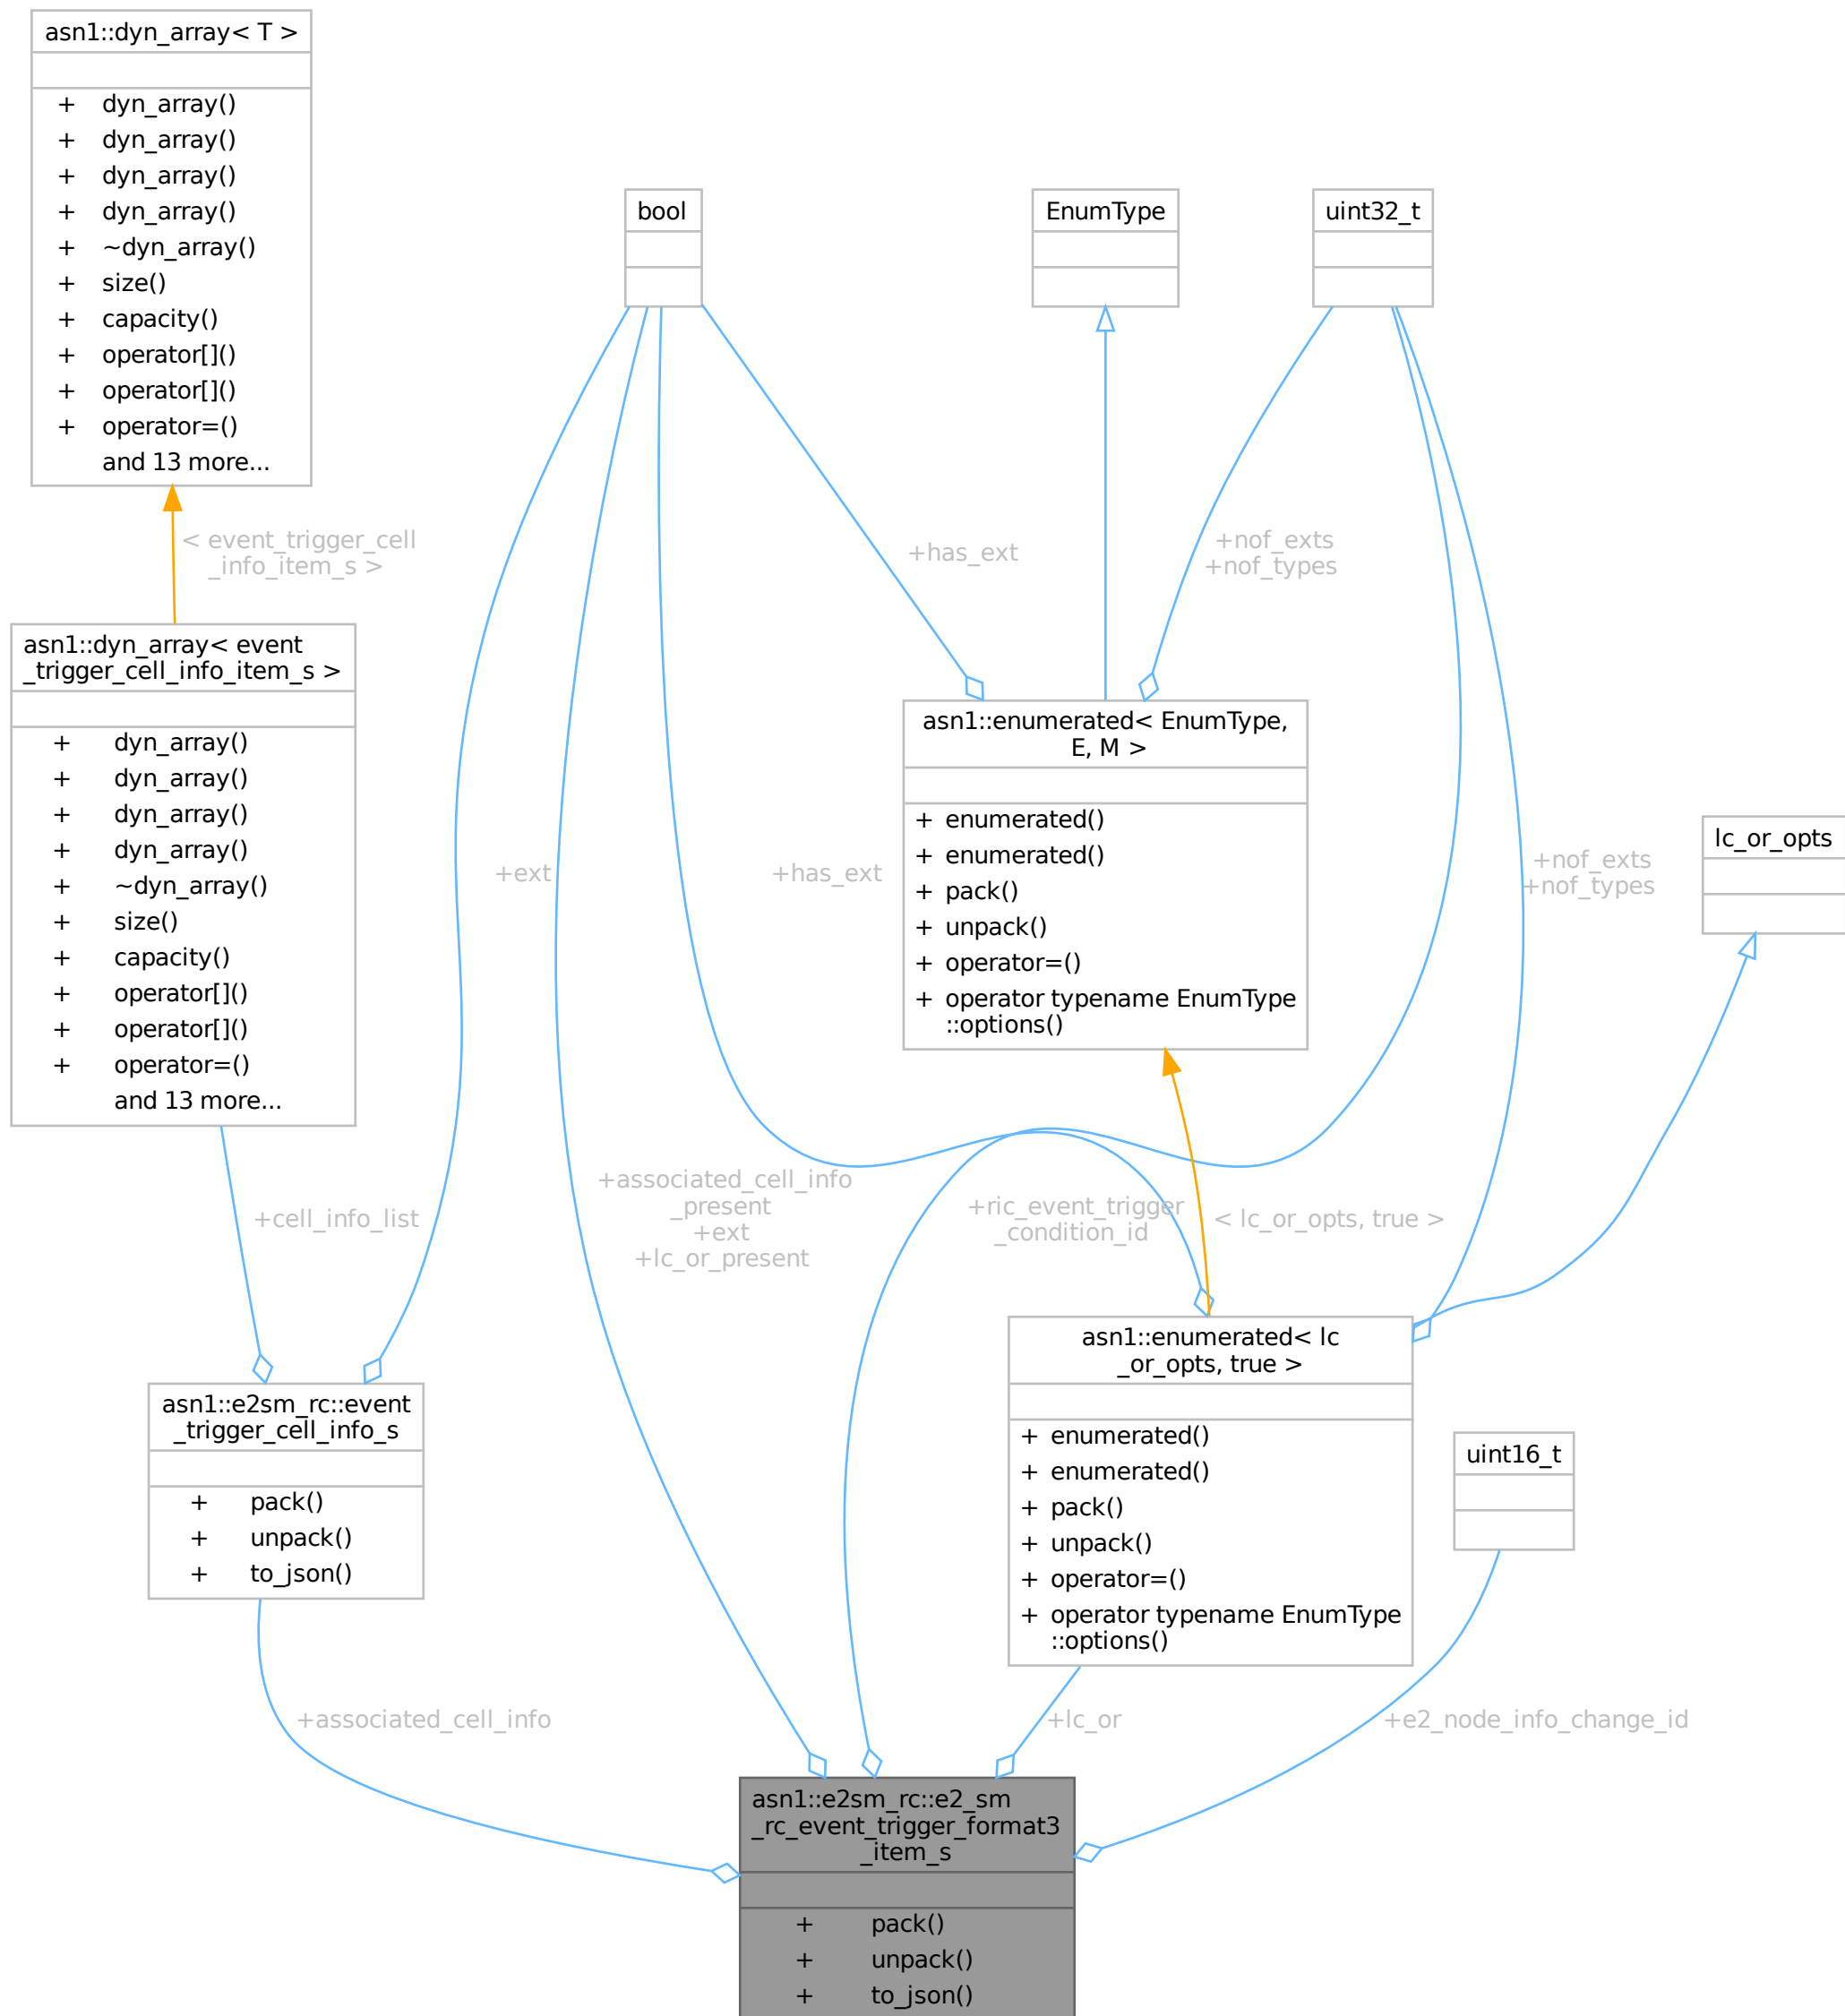 asn1::dyn_array< T >
+ dyn_array()
+ dyn_array()
+ dyn_array()
+ dyn_array()
+ ~dyn_array()
+ size()
+ capacity()
+ operator[]()
+ operator[]()
+ operator=()
and 13 more...
bool
EnumType
uint32_t
< event_trigger_cell
_info_item_s >
+has_ext
+nof_exts
+nof_types
asn1::dyn_array< event
_trigger_cell_info_item_s >
+ dyn_array()
+ dyn_array()
+ dyn_array()
+ dyn_array()
+ ~dyn_array()
+ size()
+ capacity()
+ operator[]()
+ operator[]()
+ operator=()
and 13 more...
asn1::enumerated< EnumType,
E, M >
+ enumerated()
+ enumerated()
+ pack()
+ unpack()
+ operator=()
+ operator typename EnumType
::options()
lc_or_opts
+ext
+has_ext
+nof_exts
+nof_types
+cell_info_list
+associated_cell_info
_present
+ext
+lc_or_present
+ric_event_trigger
_condition_id
< lc_or_opts, true >
asn1::e2sm_rc::event
_trigger_cell_info_s
+ pack()
+ unpack()
+ to_json()
asn1::enumerated< lc
_or_opts, true >
+ enumerated()
+ enumerated()
+ pack()
+ unpack()
+ operator=()
+ operator typename EnumType
::options()
uint16_t
+associated_cell_info
+lc_or
+e2_node_info_change_id
asn1::e2sm_rc::e2_sm
_rc_event_trigger_format3
_item_s
+ pack()
+ unpack()
+ to_json()